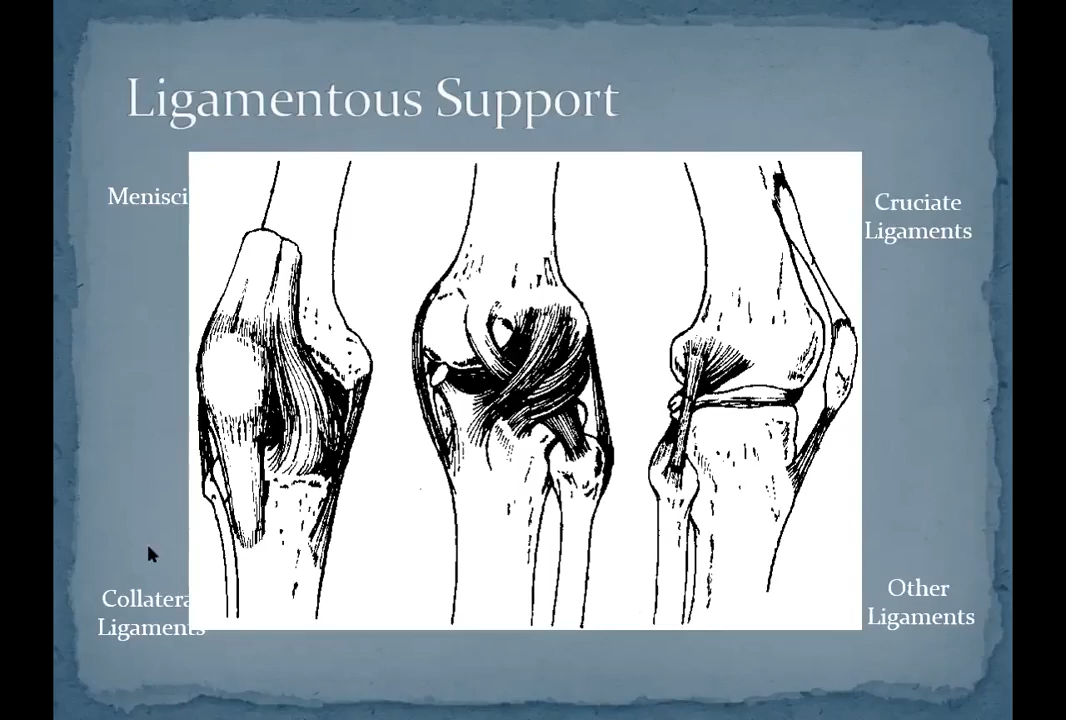 Ligamentous Support
Menisci
Cruciate
Ligaments
Collatera
Ligaments
Other
Ligaments